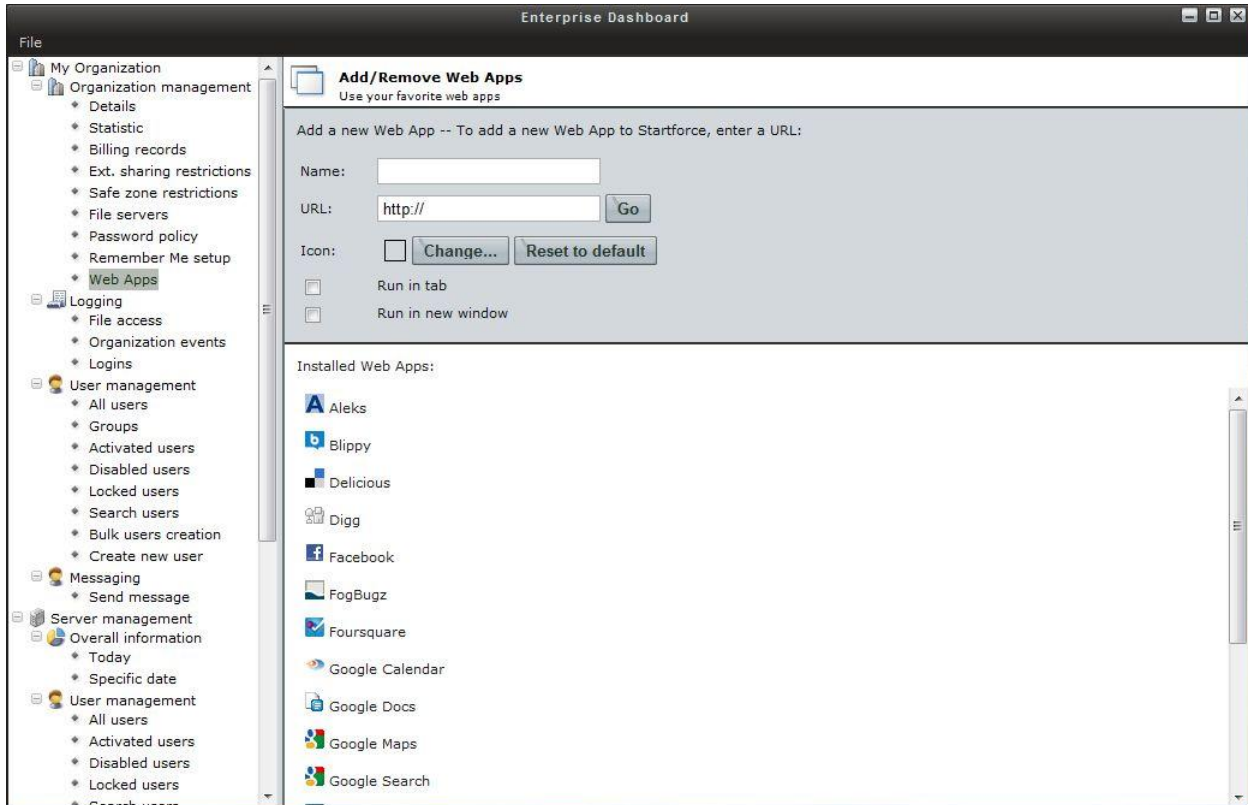 Enterprise Dashboard
File
My Organization
Organization management
Details
Statistic
Billing records
Ext. sharing restrictions
Safe zone restrictions
File servers
Password policy
Remember Me setup
Web Apps
Logging
File access
Organization events
Logins
User management
All users
Groups
Activated users
Disabled users
Locked users
Search users
Bulk users creation
Create new user
Messaging
Send message
Server management
Overall information
Today
Specific date
User management
All users
Activated users
Disabled users
Locked users
Search users
Add/Remove Web Apps
Use your favorite web apps
Add a new Web App -- To add a new Web App to Startforce, enter a URL:
Name:
URL: http:// Go
Icon: Change... Reset to default
Run in tab
Run in new window
Installed Web Apps:
Aleks
Blippy
Delicious
Digg
Facebook
FogBugz
Foursquare
Google Calendar
Google Docs
Google Maps
Google Search